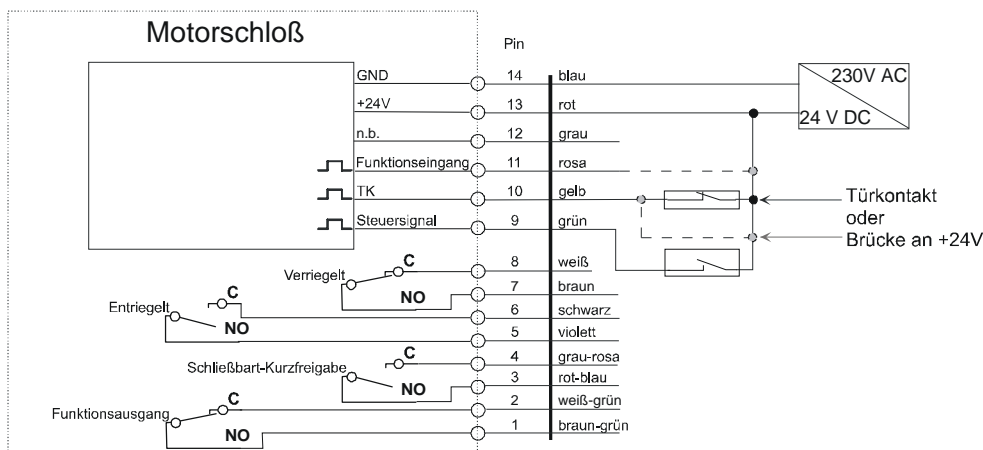 Motorschloß
Pin
GND 14 blau
230V AC
+24V 13 rot
24 V DC
n.b. 12 grau
Funktionseingang 11 rosa
TK 10 gelb
Türkontakt
oder
Brücke an +24V
Steuersignal 9 grün
8 weiß
Verriegelt C
7 braun
NO
Entriegelt C
6 schwarz
NO
5 violett
4 grau-rosa
Schließbart-Kurzfreigabe C
3 rot-blau
NO
2 weiß-grün
Funktionsausgang C
1 braun-grün
NO